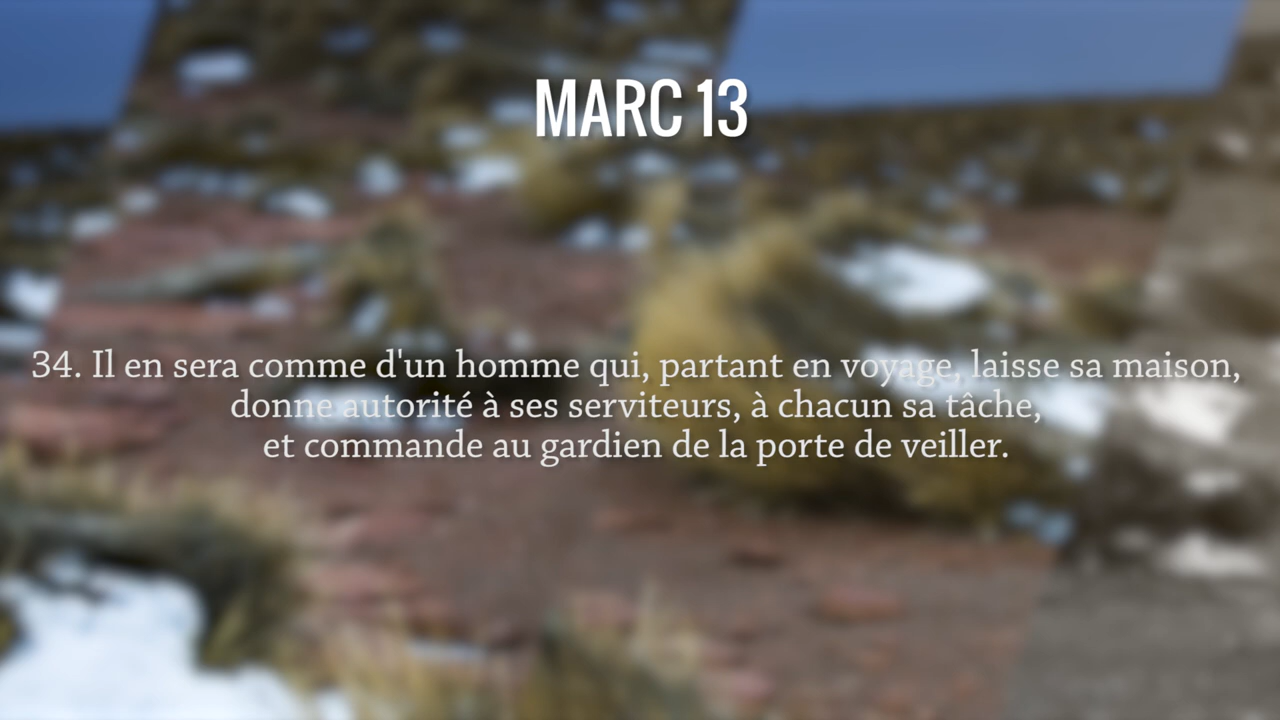 MARC 13
34. Il en sera comme d'un homme qui, partant en voyage, laisse sa maison,
donne autorité à ses serviteurs, à chacun sa tâche,
et commande au gardien de la porte de veiller.